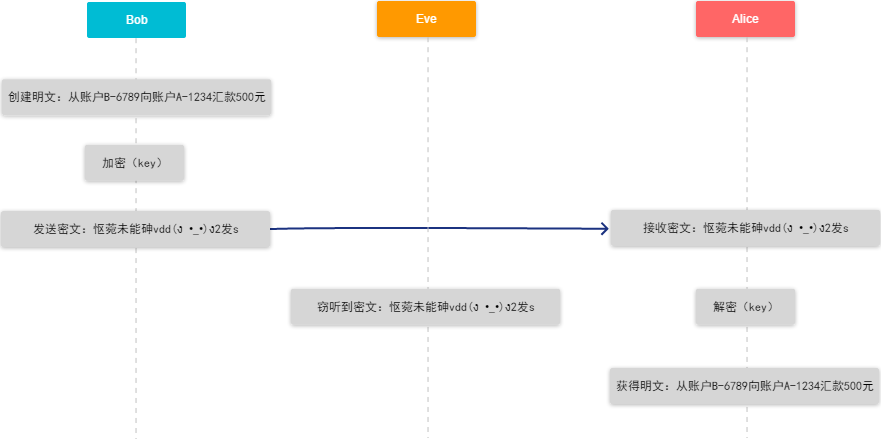 Bob
Eve
Alice
创建明文：从账户B-6789向账户A-1234汇款500元
加密（key）
发送密文：怄菀未能砷vdd(ง •_•)ง2发s
接收密文：怄菀未能砷vdd(ง •_•)ง2发s
窃听到密文：怄菀未能砷vdd(ง •_•)ง2发s
解密（key）
获得明文：从账户B-6789向账户A-1234汇款500元